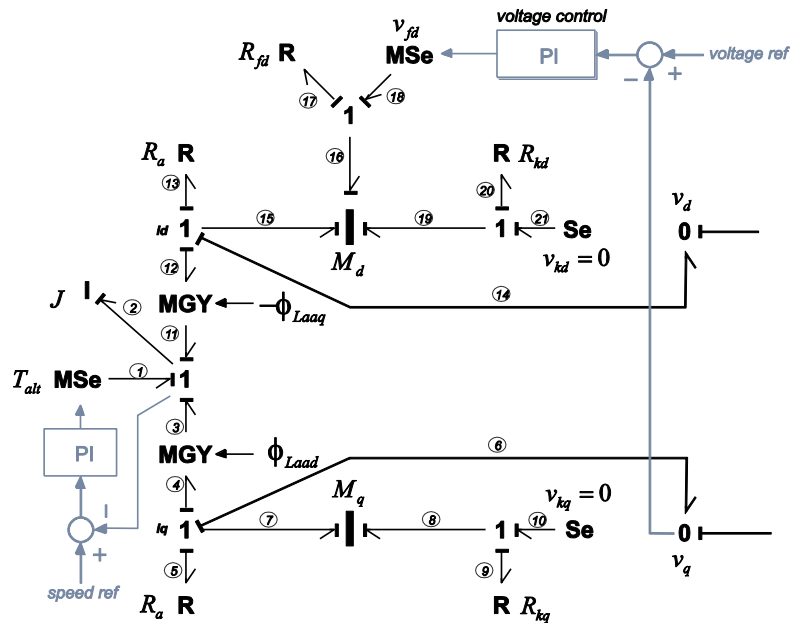 voltage control
v_fd
R_fd R
MSe
PI
voltage ref
− +
17
18
1
16
R_a R
R R_kd
13
20
v_d
Id 1
15
19
1
21
Se
0
M_d
v_kd = 0
12
14
J I
2
MGY
−ϕ_Laaq
11
T_alt MSe
1
1
3
PI
MGY
ϕ_Laad
6
4
M_q
v_kq = 0
−
Iq 1
7
8
1
10
Se
0
+
v_q
5
9
speed ref
R_a R
R R_kq